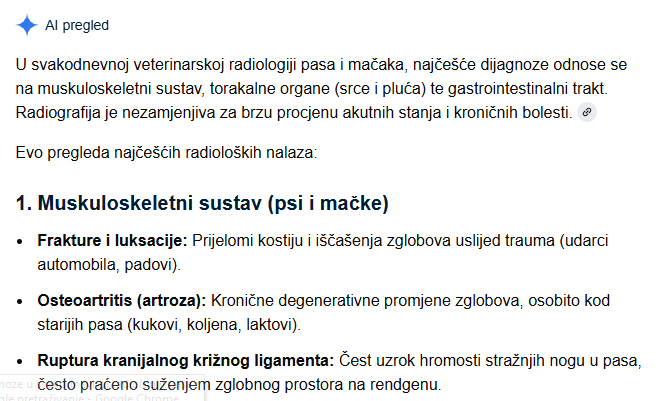 AI pregled
U svakodnevnoj veterinarskoj radiologiji pasa i mačaka, najčešće dijagnoze odnose se
na muskuloskeletni sustav, torakalne organe (srce i pluća) te gastrointestinalni trakt.
Radiografija je nezamjenjiva za brzu procjenu akutnih stanja i kroničnih bolesti.
Evo pregleda najčešćih radioloških nalaza:
1. Muskuloskeletni sustav (psi i mačke)
• Frakture i luksacije: Prijelomi kostiju i iščašenja zglobova uslijed trauma (udarci
automobila, padovi).
• Osteoartritis (artroza): Kronične degenerativne promjene zglobova, osobito kod
starijih pasa (kukovi, koljena, laktovi).
• Ruptura kranijalnog križnog ligamenta: Čest uzrok hromosti stražnjih nogu u pasa,
često praćeno suženjem zglobnog prostora na rendgenu.
pretraživanje - Google Chrome